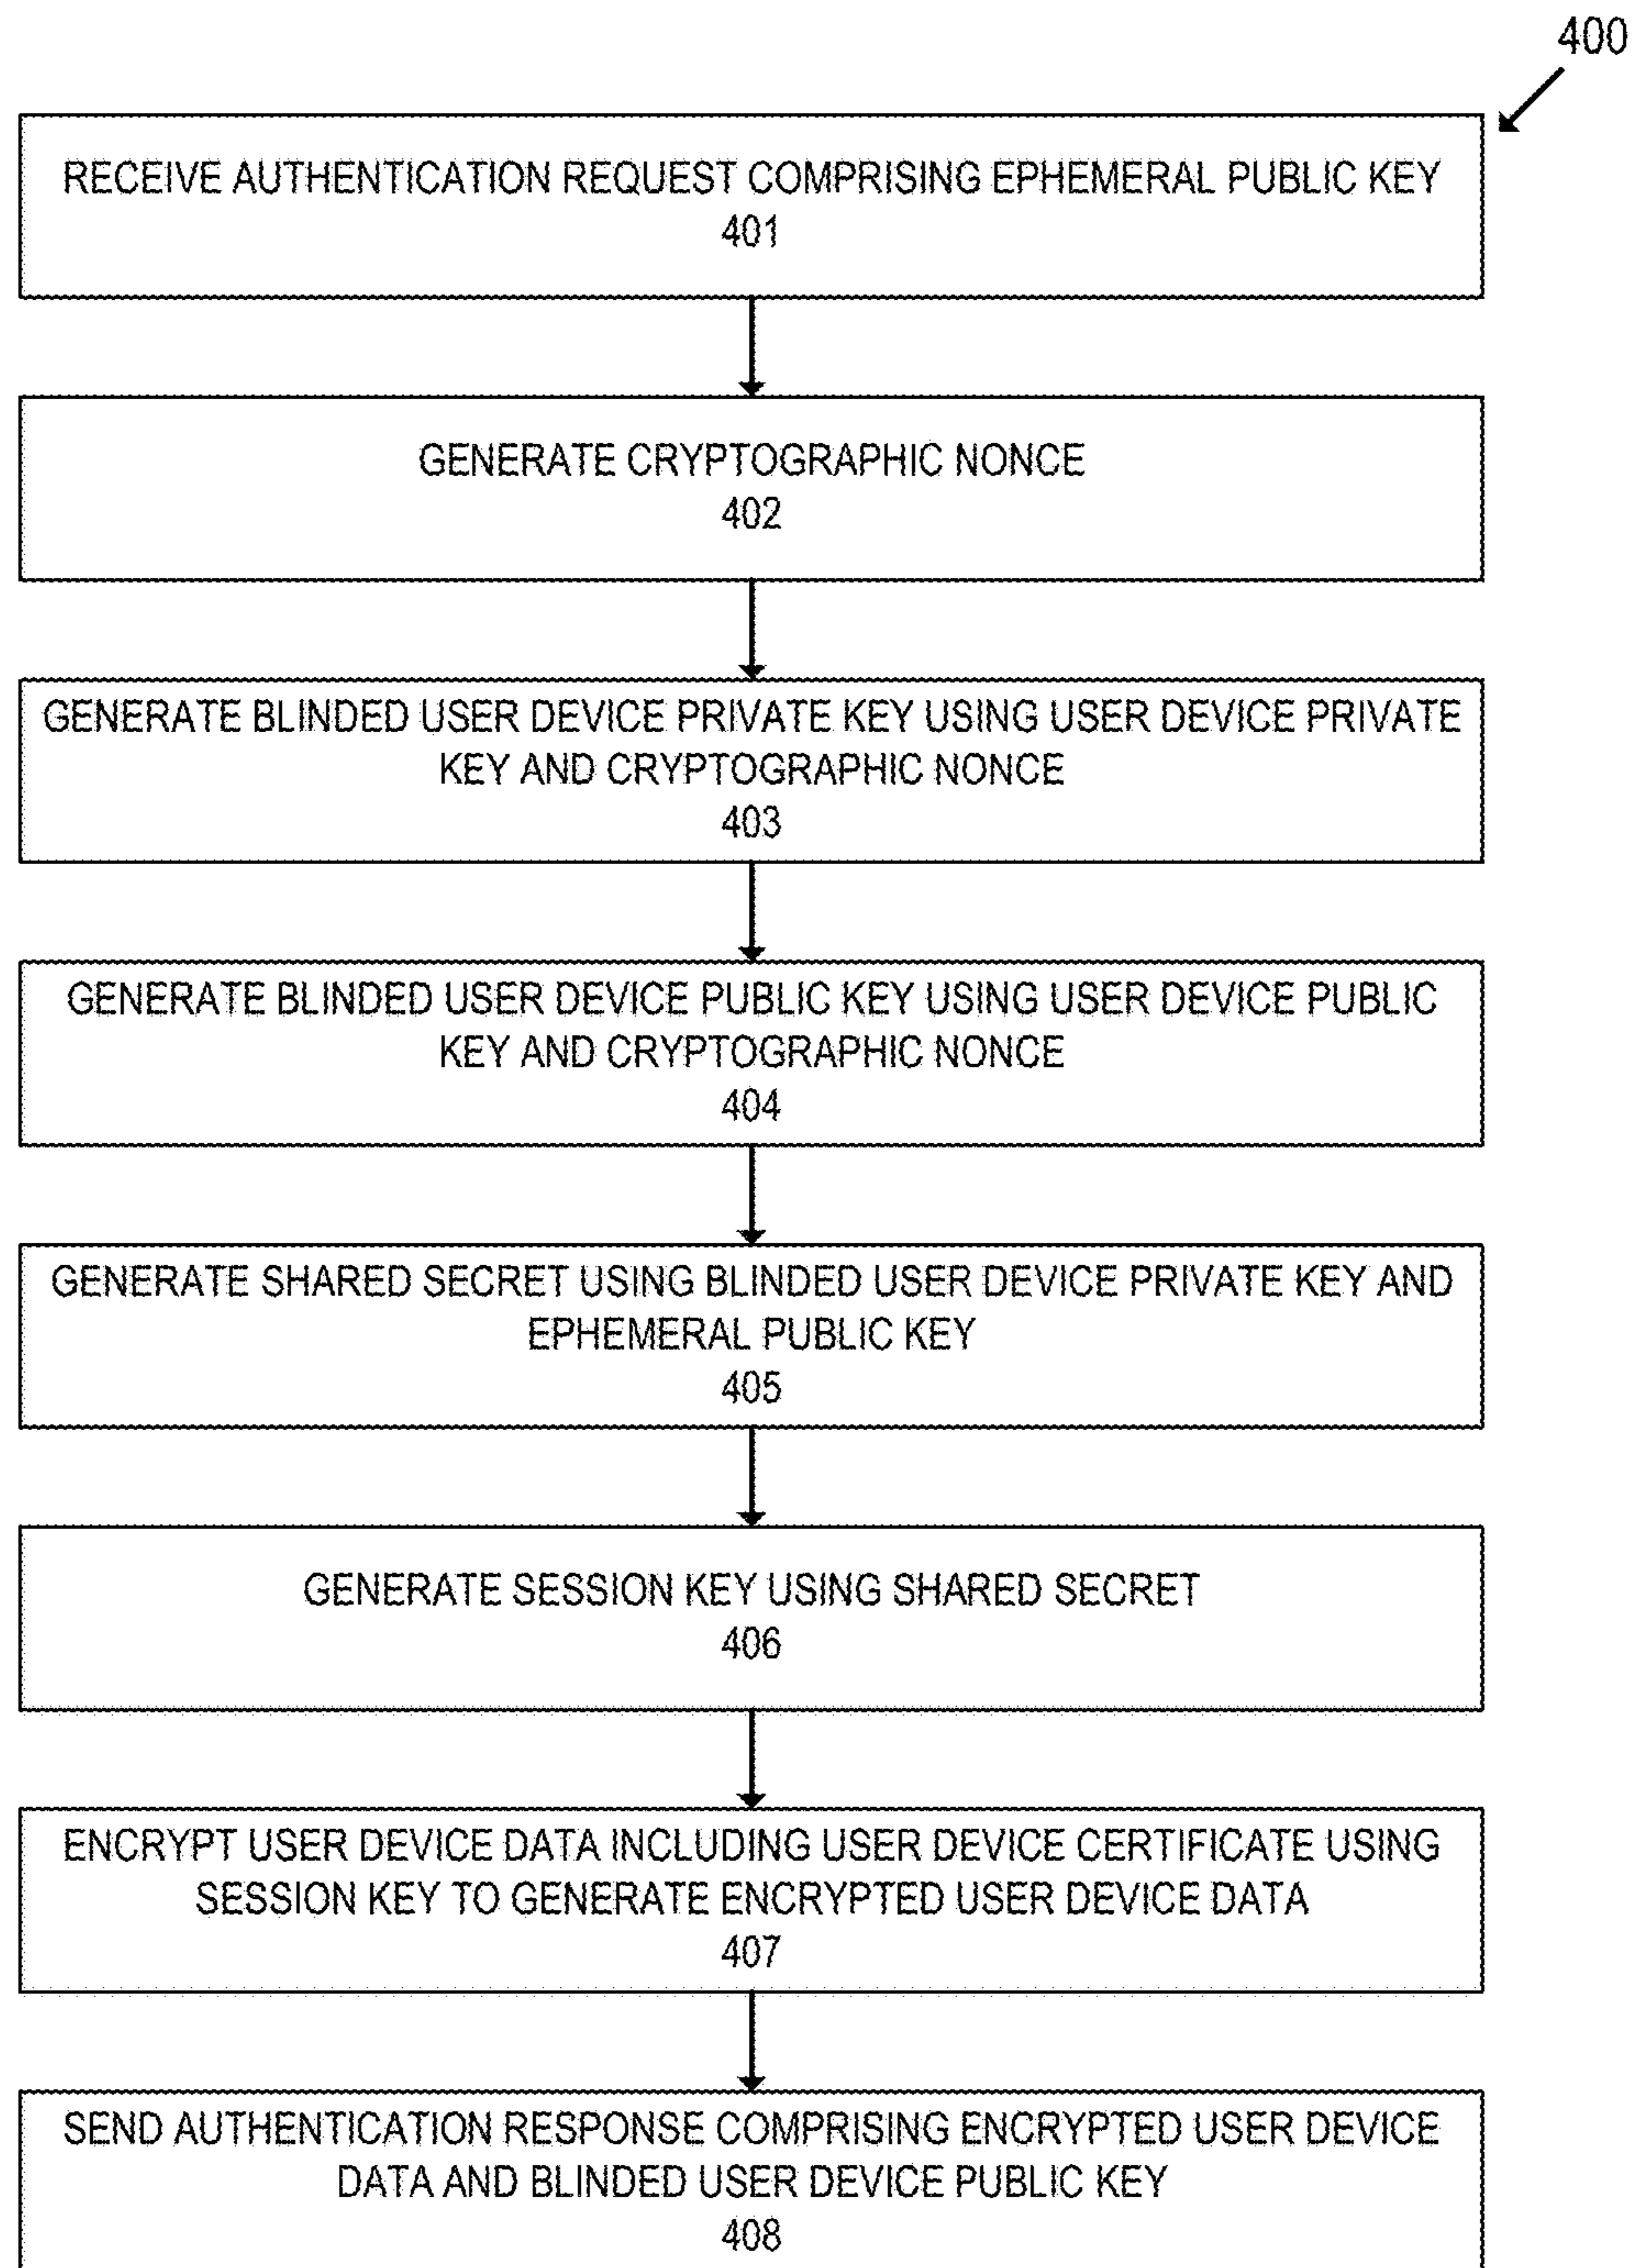 400
RECEIVE AUTHENTICATION REQUEST COMPRISING EPHEMERAL PUBLIC KEY
401
GENERATE CRYPTOGRAPHIC NONCE
402
GENERATE BLINDED USER DEVICE PRIVATE KEY USING USER DEVICE PRIVATE
KEY AND CRYPTOGRAPHIC NONCE
403
GENERATE BLINDED USER DEVICE PUBLIC KEY USING USER DEVICE PUBLIC
KEY AND CRYPTOGRAPHIC NONCE
404
GENERATE SHARED SECRET USING BLINDED USER DEVICE PRIVATE KEY AND
EPHEMERAL PUBLIC KEY
405
GENERATE SESSION KEY USING SHARED SECRET
406
ENCRYPT USER DEVICE DATA INCLUDING USER DEVICE CERTIFICATE USING
SESSION KEY TO GENERATE ENCRYPTED USER DEVICE DATA
407
SEND AUTHENTICATION RESPONSE COMPRISING ENCRYPTED USER DEVICE
DATA AND BLINDED USER DEVICE PUBLIC KEY
408